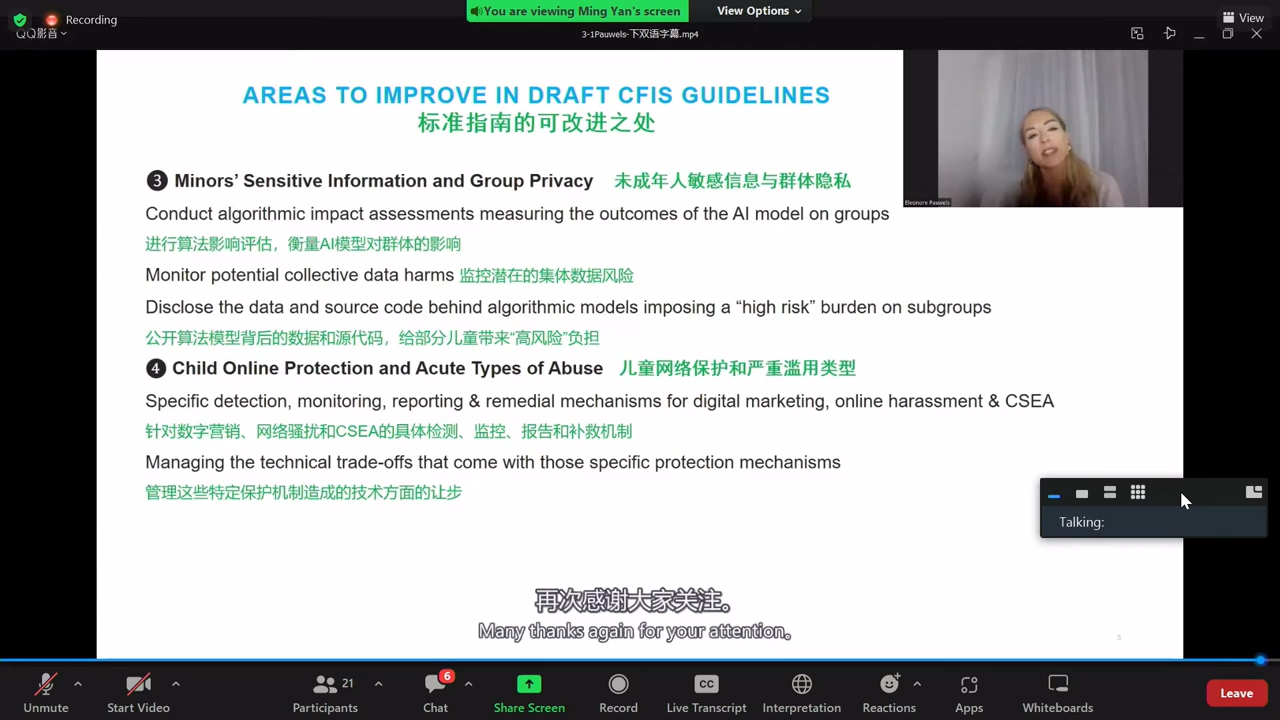 Recording
You are viewing Ming Yan's screen
View Options
View
QQ影音
3-1Pauwels-下双语字幕.mp4
AREAS TO IMPROVE IN DRAFT CFIS GUIDELINES
标准指南的可改进之处
❸ Minors' Sensitive Information and Group Privacy 未成年人敏感信息与群体隐私
Conduct algorithmic impact assessments measuring the outcomes of the AI model on groups
进行算法影响评估，衡量AI模型对群体的影响
Monitor potential collective data harms 监控潜在的集体数据风险
Disclose the data and source code behind algorithmic models imposing a “high risk” burden on subgroups
公开算法模型背后的数据和源代码，给部分儿童带来“高风险”负担
❹ Child Online Protection and Acute Types of Abuse 儿童网络保护和严重滥用类型
Specific detection, monitoring, reporting & remedial mechanisms for digital marketing, online harassment & CSEA
针对数字营销、网络骚扰和CSEA的具体检测、监控、报告和补救机制
Managing the technical trade-offs that come with those specific protection mechanisms
管理这些特定保护机制造成的技术方面的让步
Eleonore Pauwels
Talking:
再次感谢大家关注。
Many thanks again for your attention。
5
Unmute
Start Video
21
Participants
6
Chat
Share Screen
Record
CC
Live Transcript
Interpretation
Reactions
Apps
Whiteboards
Leave